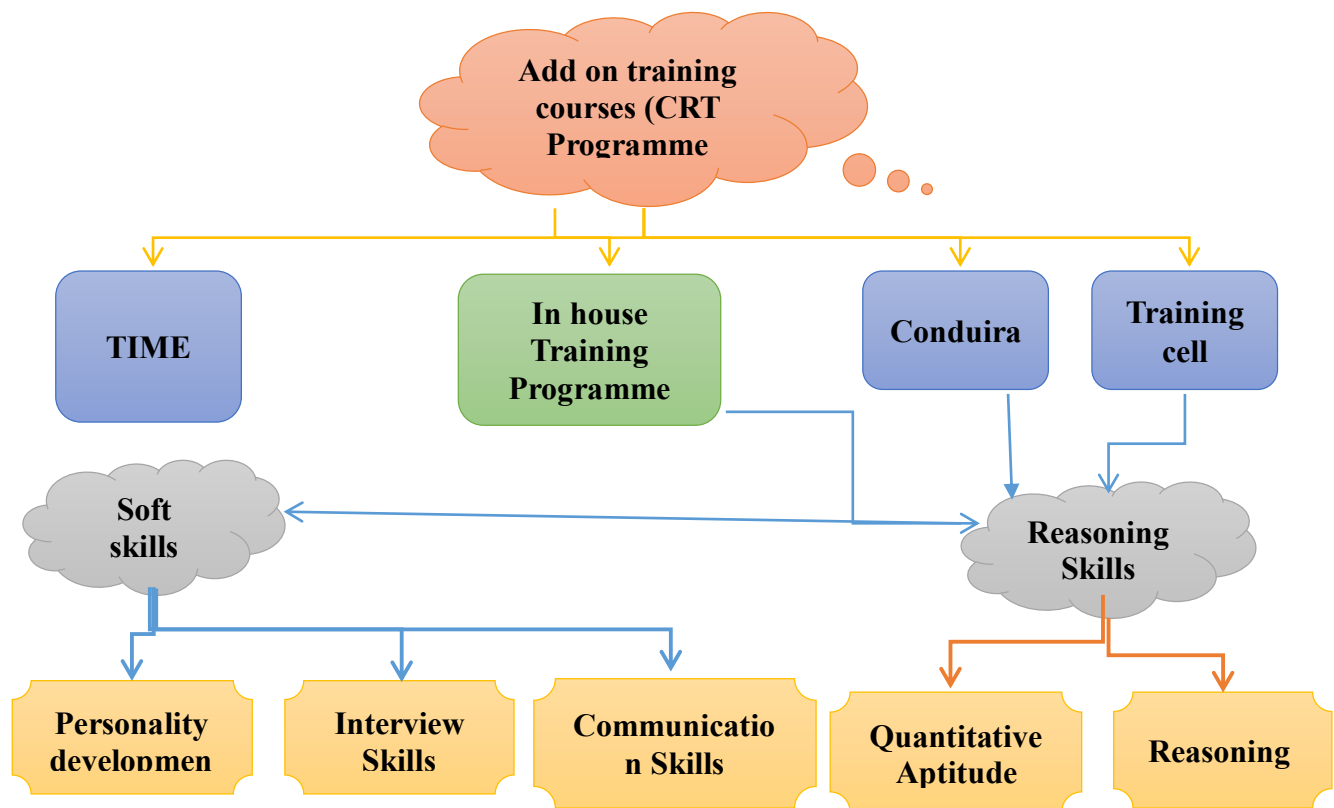 Add on training
courses (CRT
Programme
TIME
In house
Training
Programme
Conduira
Training
cell
Soft
skills
Reasoning
Skills
Personality
developmen
Interview
Skills
Communicatio
n Skills
Quantitative
Aptitude
Reasoning